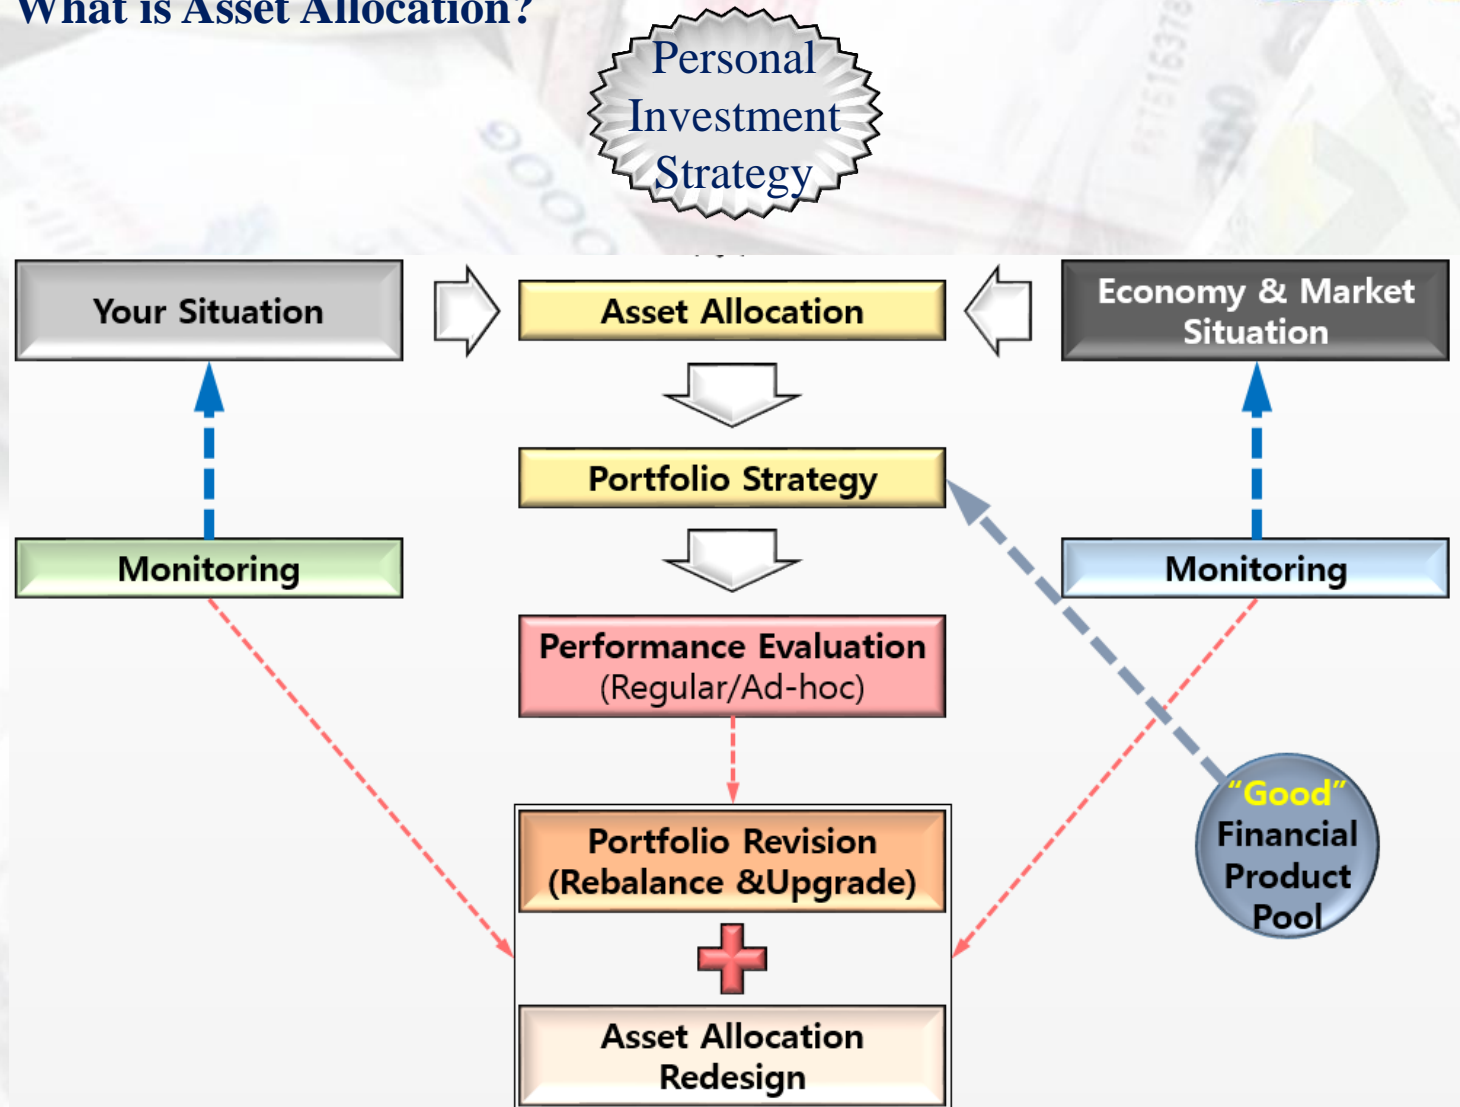 What is Asset Allocation?
Personal
Investment
Strategy
Your Situation
Asset Allocation
Economy & Market
Situation
Portfolio Strategy
Monitoring
Monitoring
Performance Evaluation
(Regular/Ad-hoc)
"Good"
Financial
Product
Pool
Portfolio Revision
(Rebalance &Upgrade)
Asset Allocation
Redesign